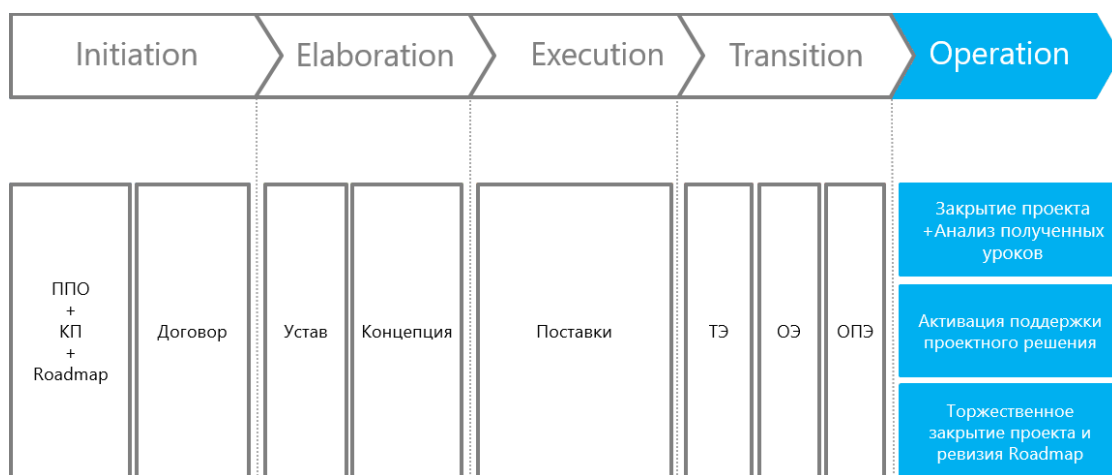 Initiation
Elaboration
Execution
Transition
Operation
ППО
+
КП
+
Roadmap
Договор
Устав
Концепция
Поставки
ТЭ
ОЭ
ОПЭ
Закрытие проекта
+Анализ полученных
уроков
Активация поддержки
проектного решения
Торжественное
закрытие проекта и
ревизия Roadmap